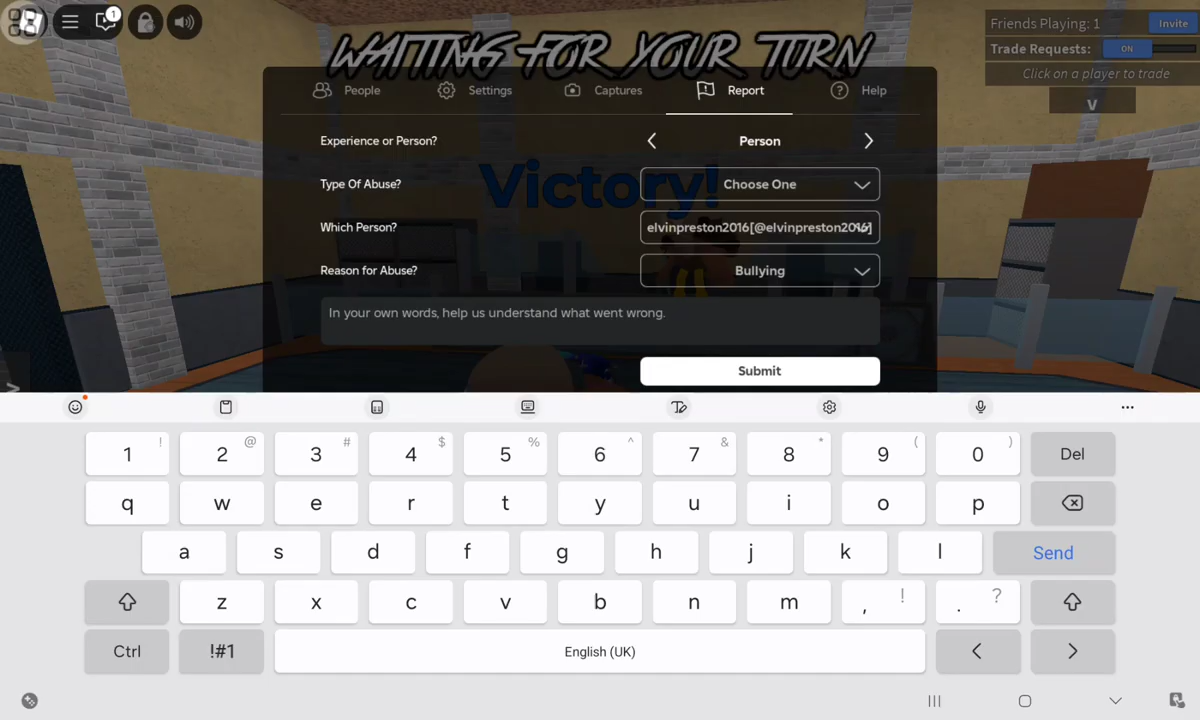 1
WAITING FOR YOUR TURN
Friends Playing: 1
Invite
Trade Requests:
ON
Click on a player to trade
v
People
Settings
Captures
Report
Help
Experience or Person?
Person
Victory!
Type Of Abuse?
Choose One
Which Person?
elvinpreston2016[@elvinpreston2016]
Reason for Abuse?
Bullying
In your own words, help us understand what went wrong.
Submit
>
1 ! 2 @ 3 # 4 $ 5 % 6 ^ 7 & 8 * 9 ( 0 ) Del
q w e r t y u i o p
a s d f g h j k l Send
z x c v b n m , ! . ?
Ctrl !#1 English (UK) < >